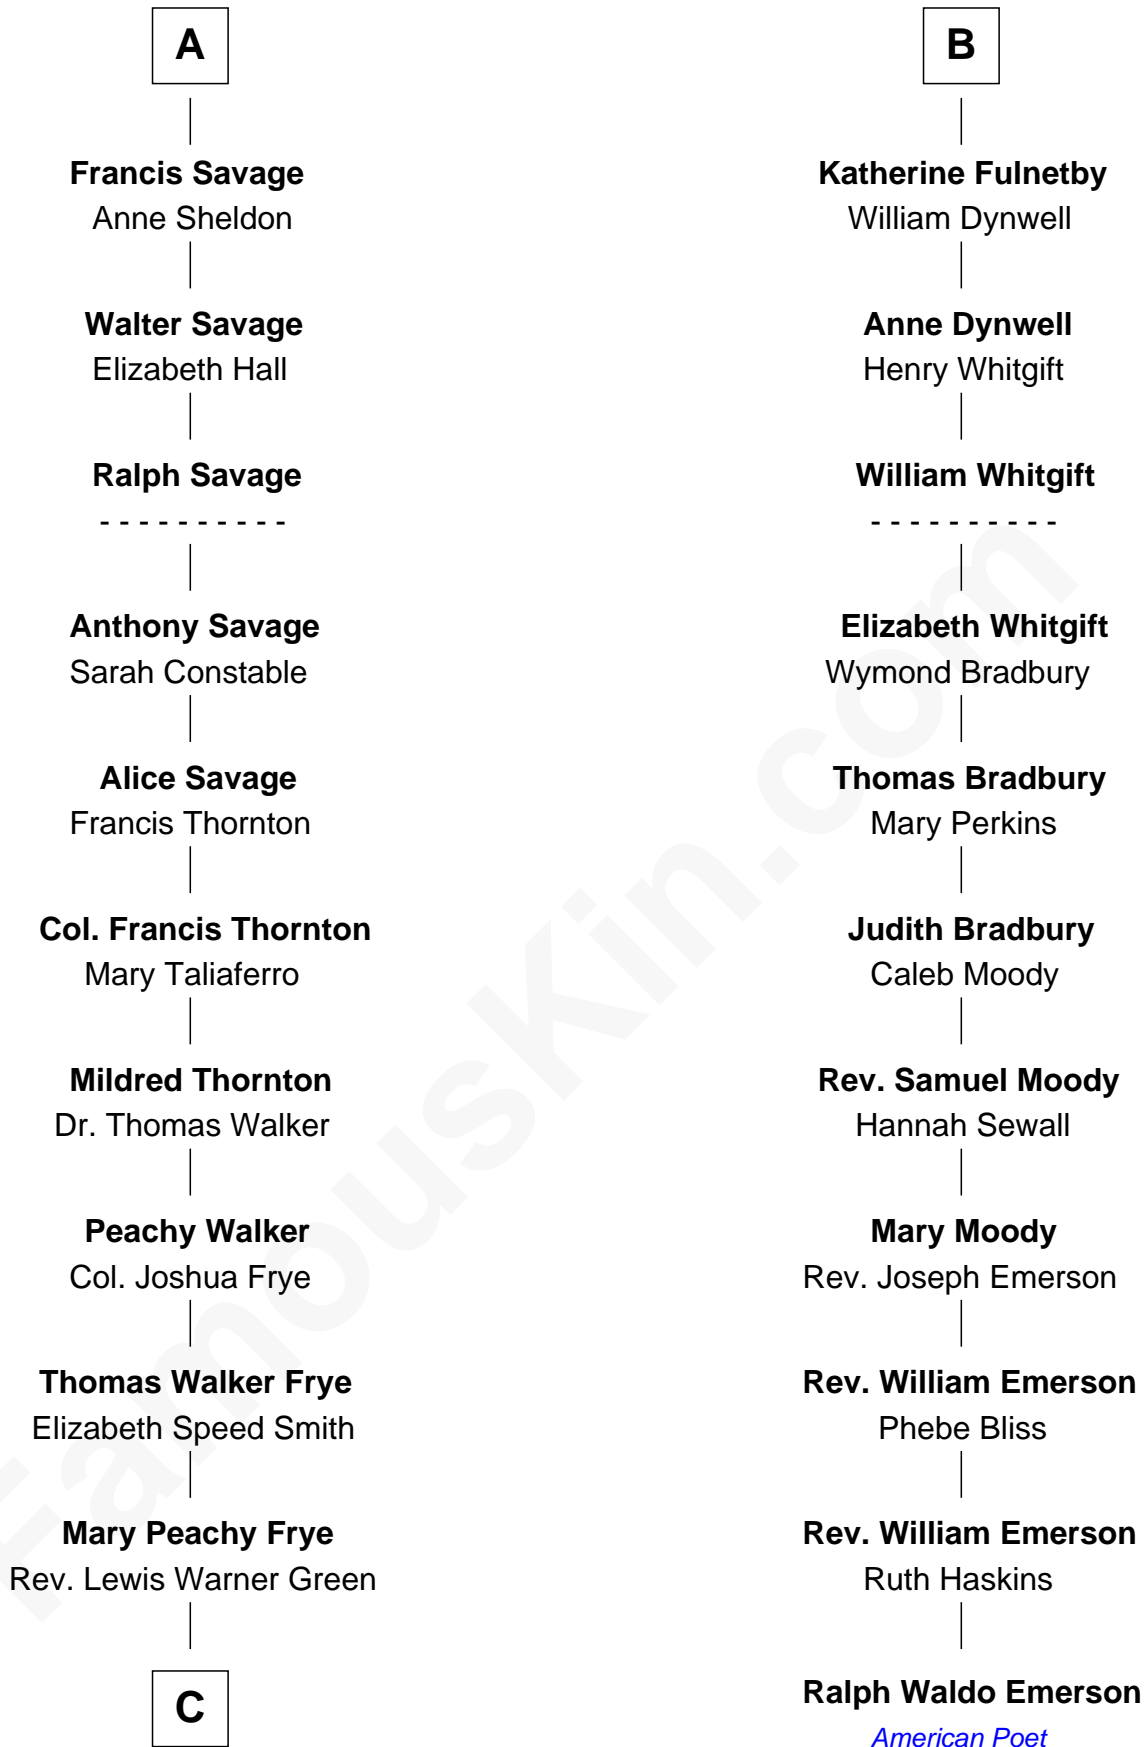 A
Francis Savage
Anne Sheldon
Walter Savage
Elizabeth Hall
Ralph Savage
- - - - - - - - - -
Anthony Savage
Sarah Constable
Alice Savage
Francis Thornton
Col. Francis Thornton
Mary Taliaferro
Mildred Thornton
Dr. Thomas Walker
Peachy Walker
Col. Joshua Frye
Thomas Walker Frye
Elizabeth Speed Smith
Mary Peachy Frye
Rev. Lewis Warner Green
C
B
Katherine Fulnetby
William Dynwell
Anne Dynwell
Henry Whitgift
William Whitgift
- - - - - - - - - -
Elizabeth Whitgift
Wymond Bradbury
Thomas Bradbury
Mary Perkins
Judith Bradbury
Caleb Moody
Rev. Samuel Moody
Hannah Sewall
Mary Moody
Rev. Joseph Emerson
Rev. William Emerson
Phebe Bliss
Rev. William Emerson
Ruth Haskins
Ralph Waldo Emerson
American Poet
FamousKin.com